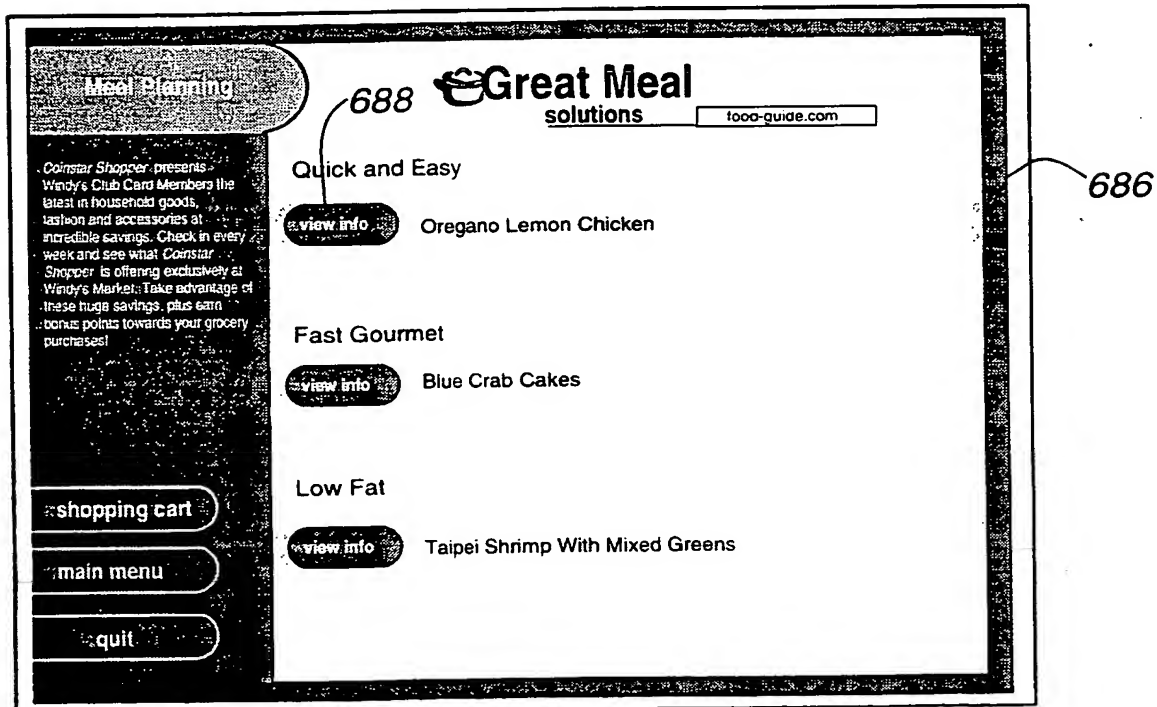 Meal Planning
Great Meal
solutions
food-guide.com
688
686
Coinstar Shopper presents
Windy's Club Card Members the
latest in household goods,
fashion and accessories at
incredible savings. Check in every
week and see what Coinstar
Shopper is offering exclusively at
Windy's Market. Take advantage of
these huge savings, plus earn
bonus points towards your grocery
purchases!
Quick and Easy
view info
Oregano Lemon Chicken
Fast Gourmet
view info
Blue Crab Cakes
Low Fat
view info
Taipei Shrimp With Mixed Greens
shopping cart
main menu
quit